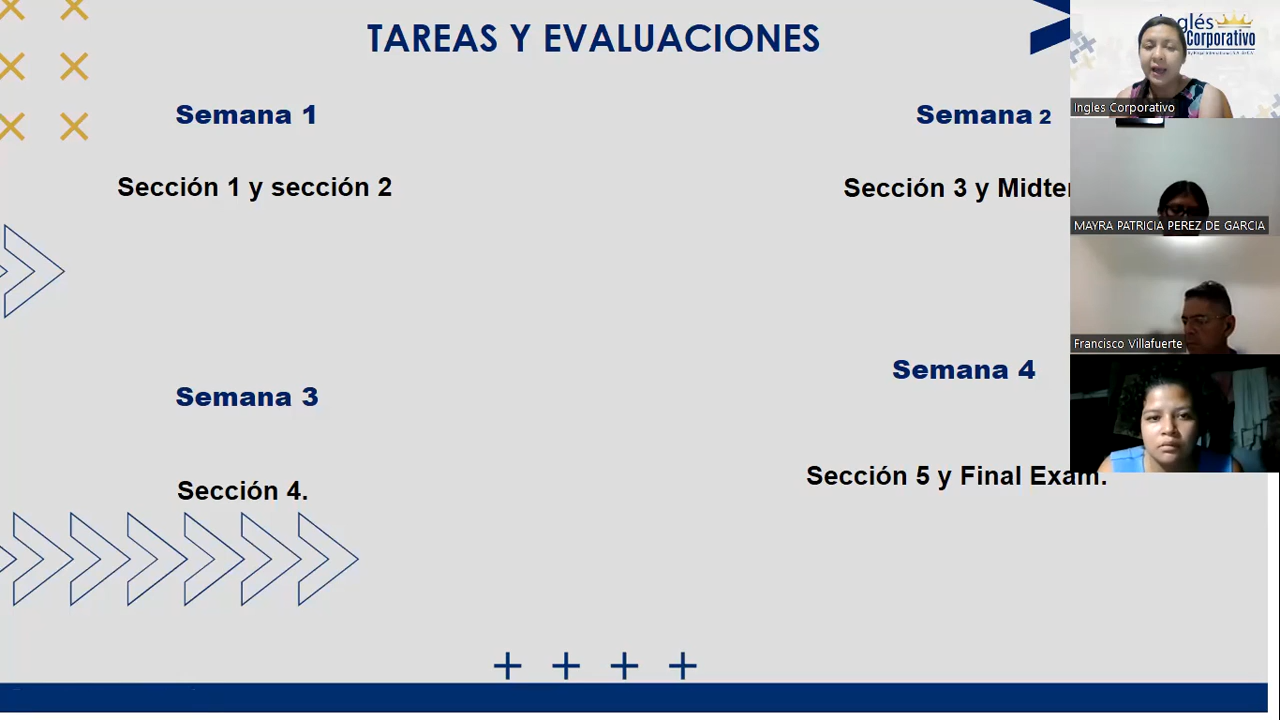 TAREAS Y EVALUACIONES
Semana 1
Semana 2
Sección 1 y sección 2
Sección 3 y Midter
Semana 3
Semana 4
Sección 4.
Sección 5 y Final Exam.
Inglés
Corporativo
Ingles Corporativo
MAYRA PATRICIA PEREZ DE GARCIA
Francisco Villafuerte